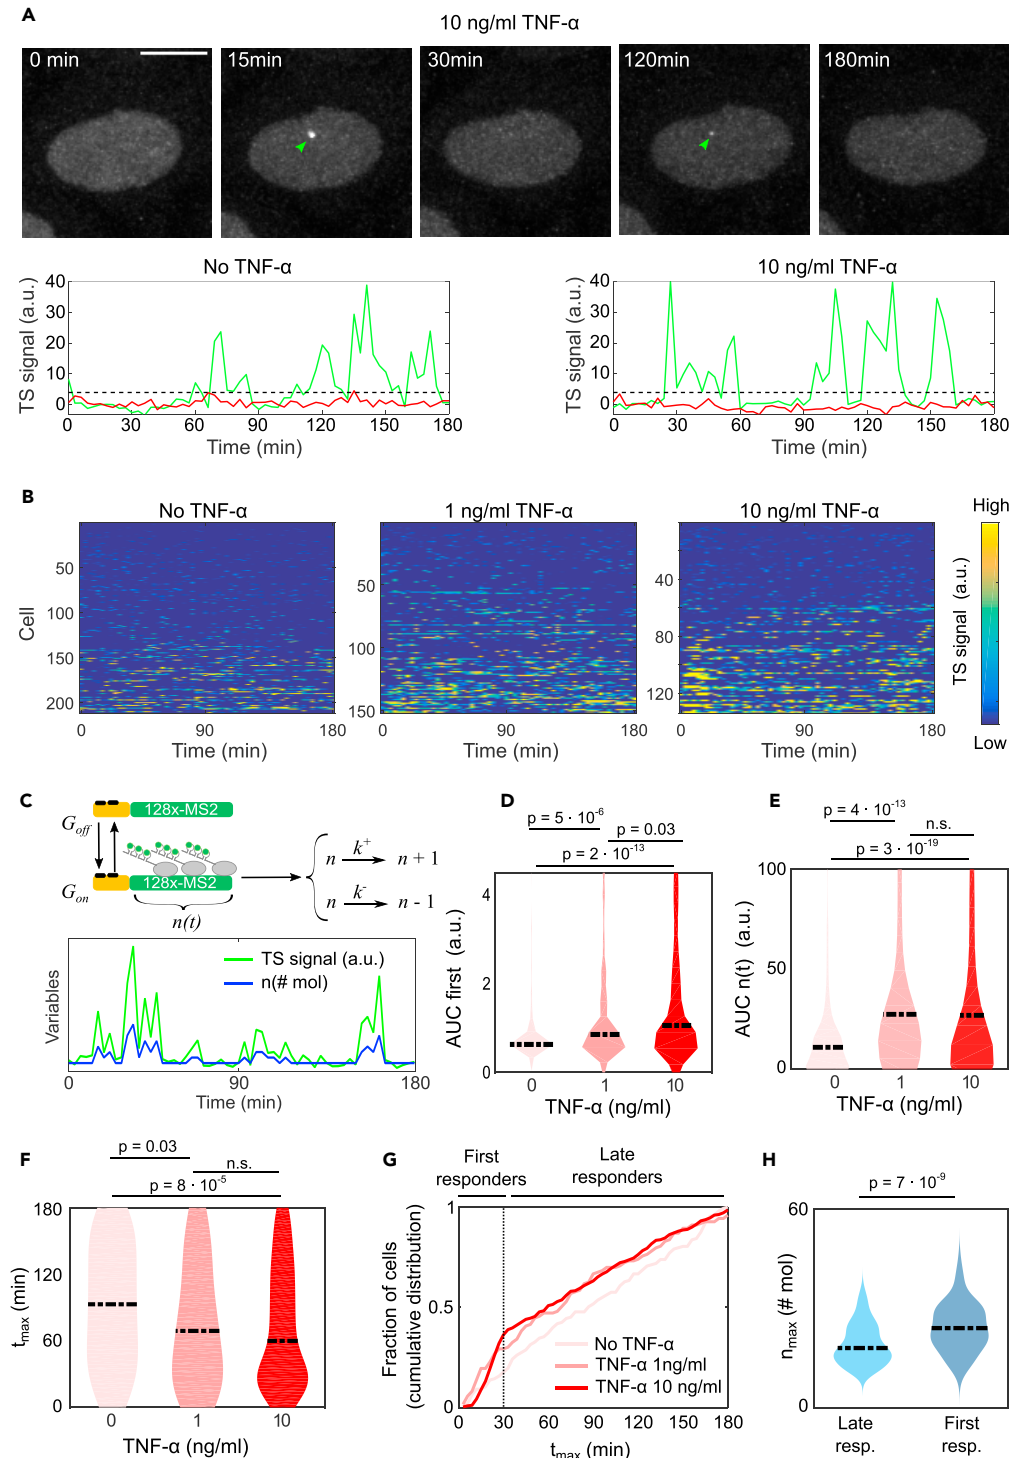 A
10 ng/ml TNF-α
0 min
15min
30min
120min
180min
No TNF-α
TS signal (a.u.)
40
30
20
10
0
0 30 60 90 120 150 180
Time (min)
10 ng/ml TNF-α
TS signal (a.u.)
40
30
20
10
0
0 30 60 90 120 150 180
Time (min)
B
No TNF-α
Cell
50
100
150
200
0 90 180
Time (min)
1 ng/ml TNF-α
50
100
150
0 90 180
Time (min)
10 ng/ml TNF-α
40
80
120
0 90 180
Time (min)
High
TS signal (a.u.)
Low
C
128x-MS2
G off
G on
128x-MS2
n(t)
n k+ n + 1
n k- n - 1
Variables
TS signal (a.u.)
n(# mol)
0 90 180
Time (min)
D
p = 5 · 10-6
p = 0.03
p = 2 · 10-13
AUC first (a.u.)
4
2
0
0 1 10
TNF-α (ng/ml)
E
p = 4 · 10-13
n.s.
p = 3 · 10-19
AUC n(t) (a.u.)
100
50
0
0 1 10
TNF-α (ng/ml)
F
p = 0.03
n.s.
p = 8 · 10-5
tmax (min)
180
120
60
0
0 1 10
TNF-α (ng/ml)
G
First responders
Late responders
Fraction of cells
(cumulative distribution)
1
0.5
0
No TNF-α
TNF-α 1ng/ml
TNF-α 10 ng/ml
0 30 60 90 120 150 180
tmax (min)
H
p = 7 · 10-9
nmax (# mol)
60
0
Late resp.
First resp.